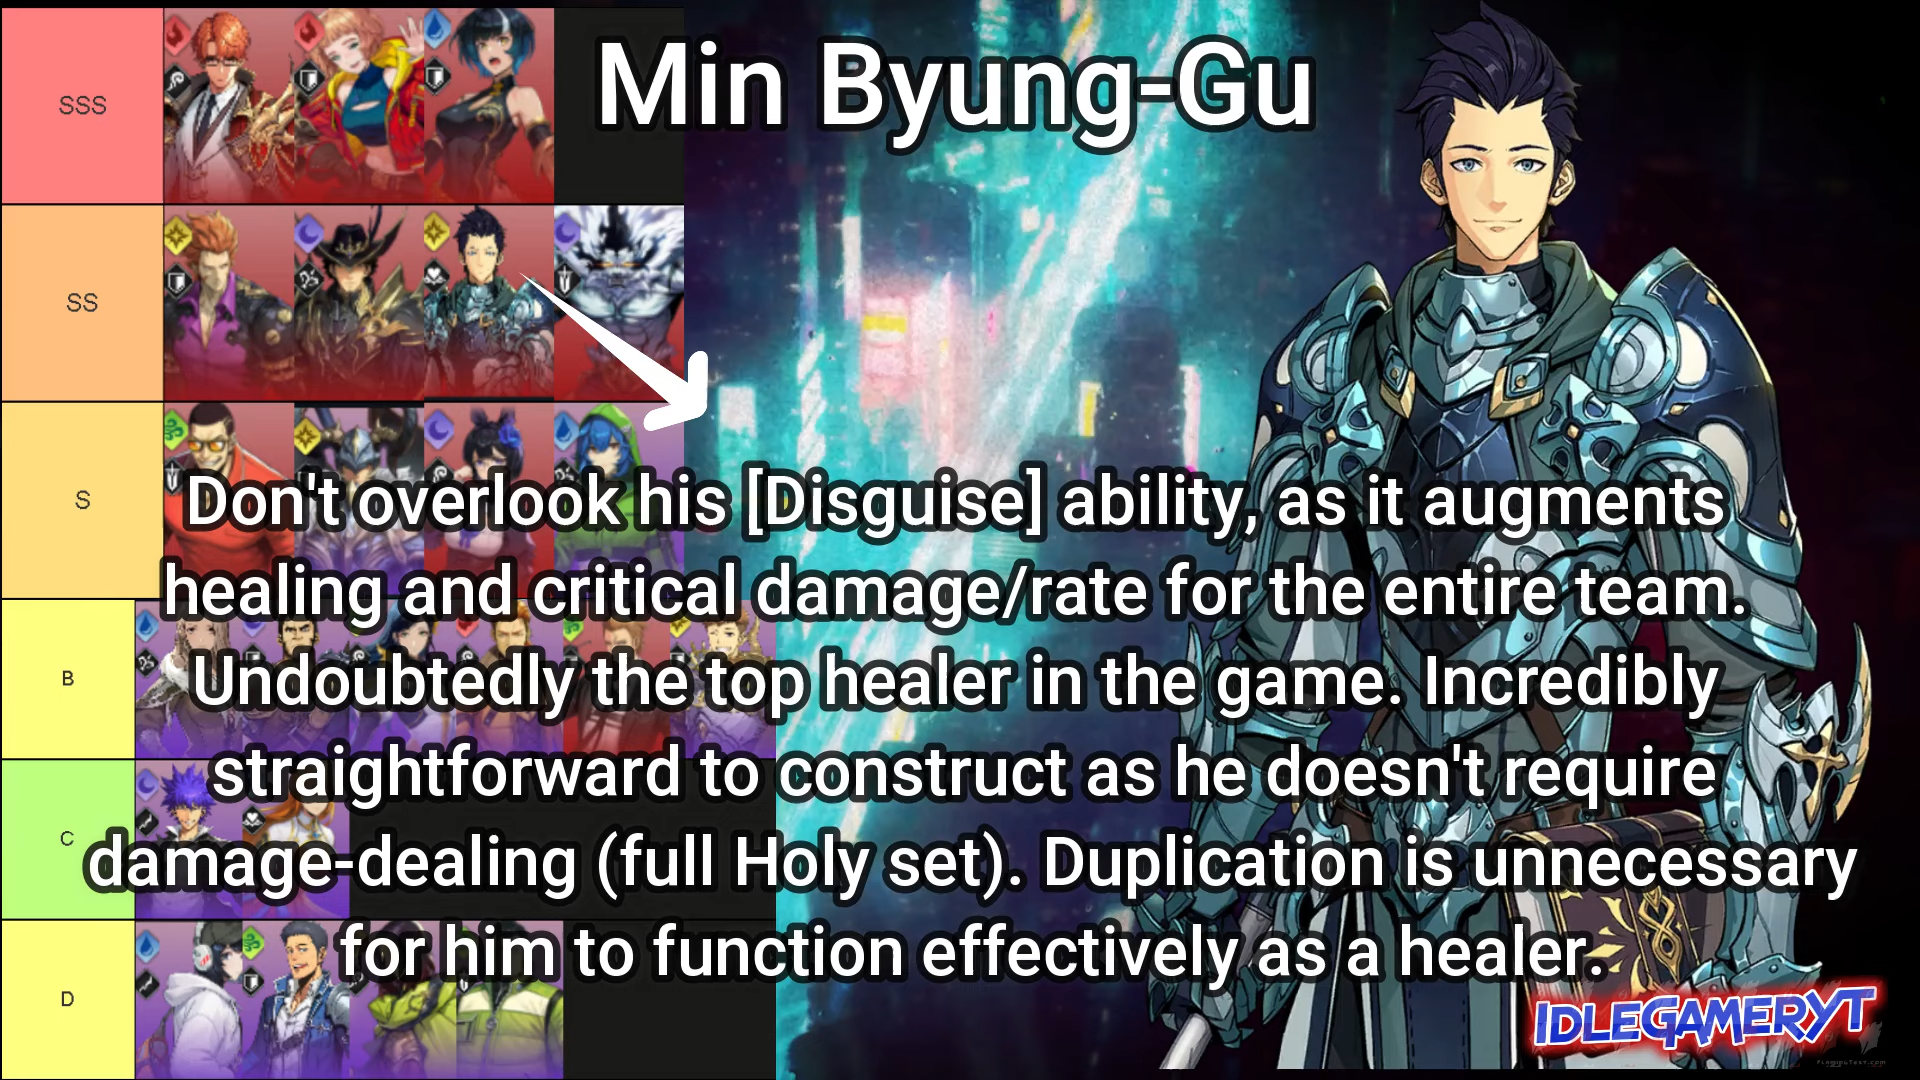 Min Byung-Gu
SSS
SS
S
B
C
D
Don't overlook his [Disguise] ability, as it augments
healing and critical damage/rate for the entire team.
Undoubtedly the top healer in the game. Incredibly
straightforward to construct as he doesn't require
damage-dealing (full Holy set). Duplication is unnecessary
for him to function effectively as a healer.
IDLEGAMERYT